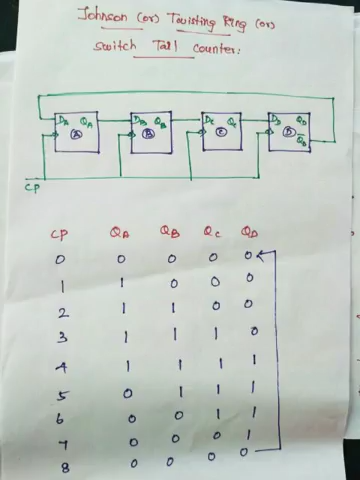 Johnson (or) Twisting Ring (or)
Switch Tail Counter:
DA QA DB QB DC QC DD QD
A B C D Q̅D
CP
CP QA QB QC QD
0 0 0 0 0
1 1 0 0 0
2 1 1 0 0
3 1 1 1 0
4 1 1 1 1
5 0 1 1 1
6 0 0 1 1
7 0 0 0 1
8 0 0 0 0